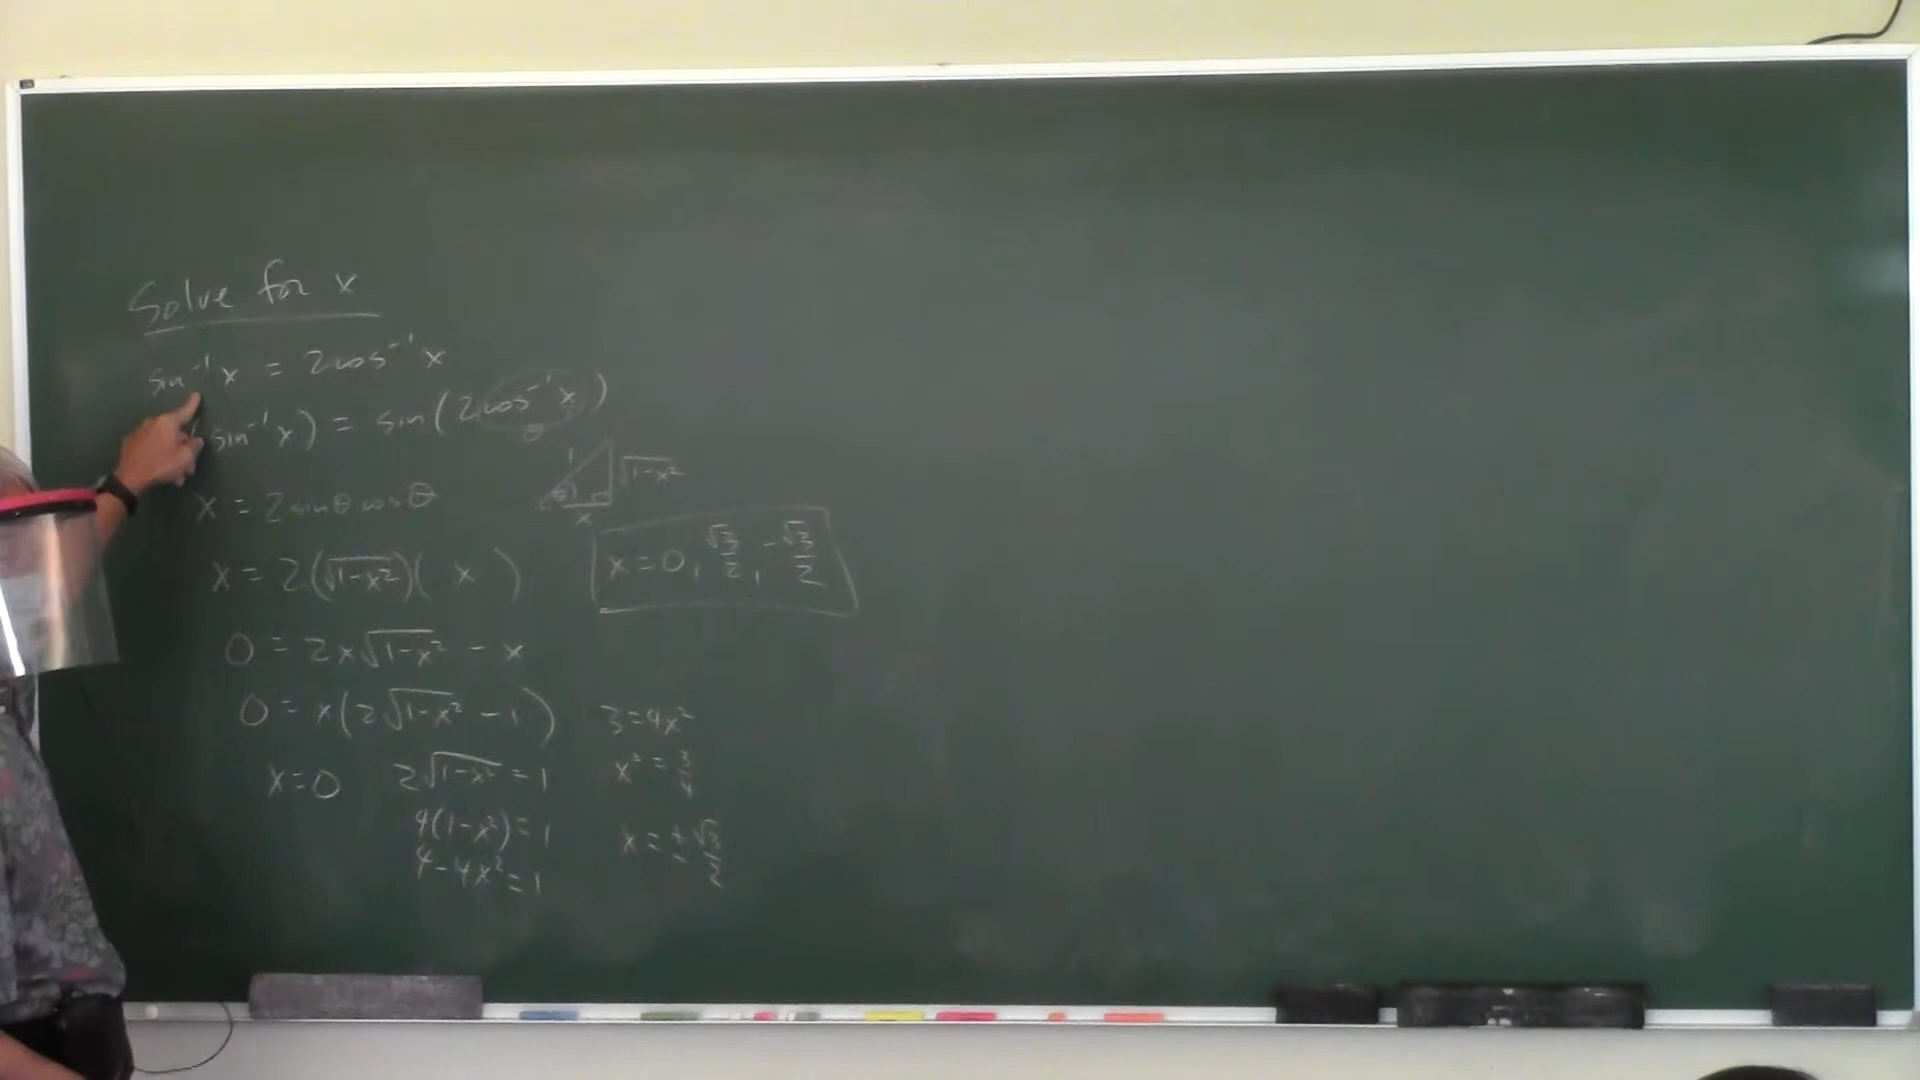 Solve for x
sin⁻¹x = 2cos⁻¹x
sin⁻¹x) = sin(2cos⁻¹x)
θ
1
√1-x²
θ
x
x = 2sinθcosθ
x = 2(√1-x²)( x )
x = 0, √3/2, -√3/2
0 = 2x√1-x² - x
0 = x(2√1-x² - 1)
x = 0
2√1-x² = 1
4(1-x²) = 1
4-4x² = 1
3 = 4x²
x² = 3/4
x = ± √3/2